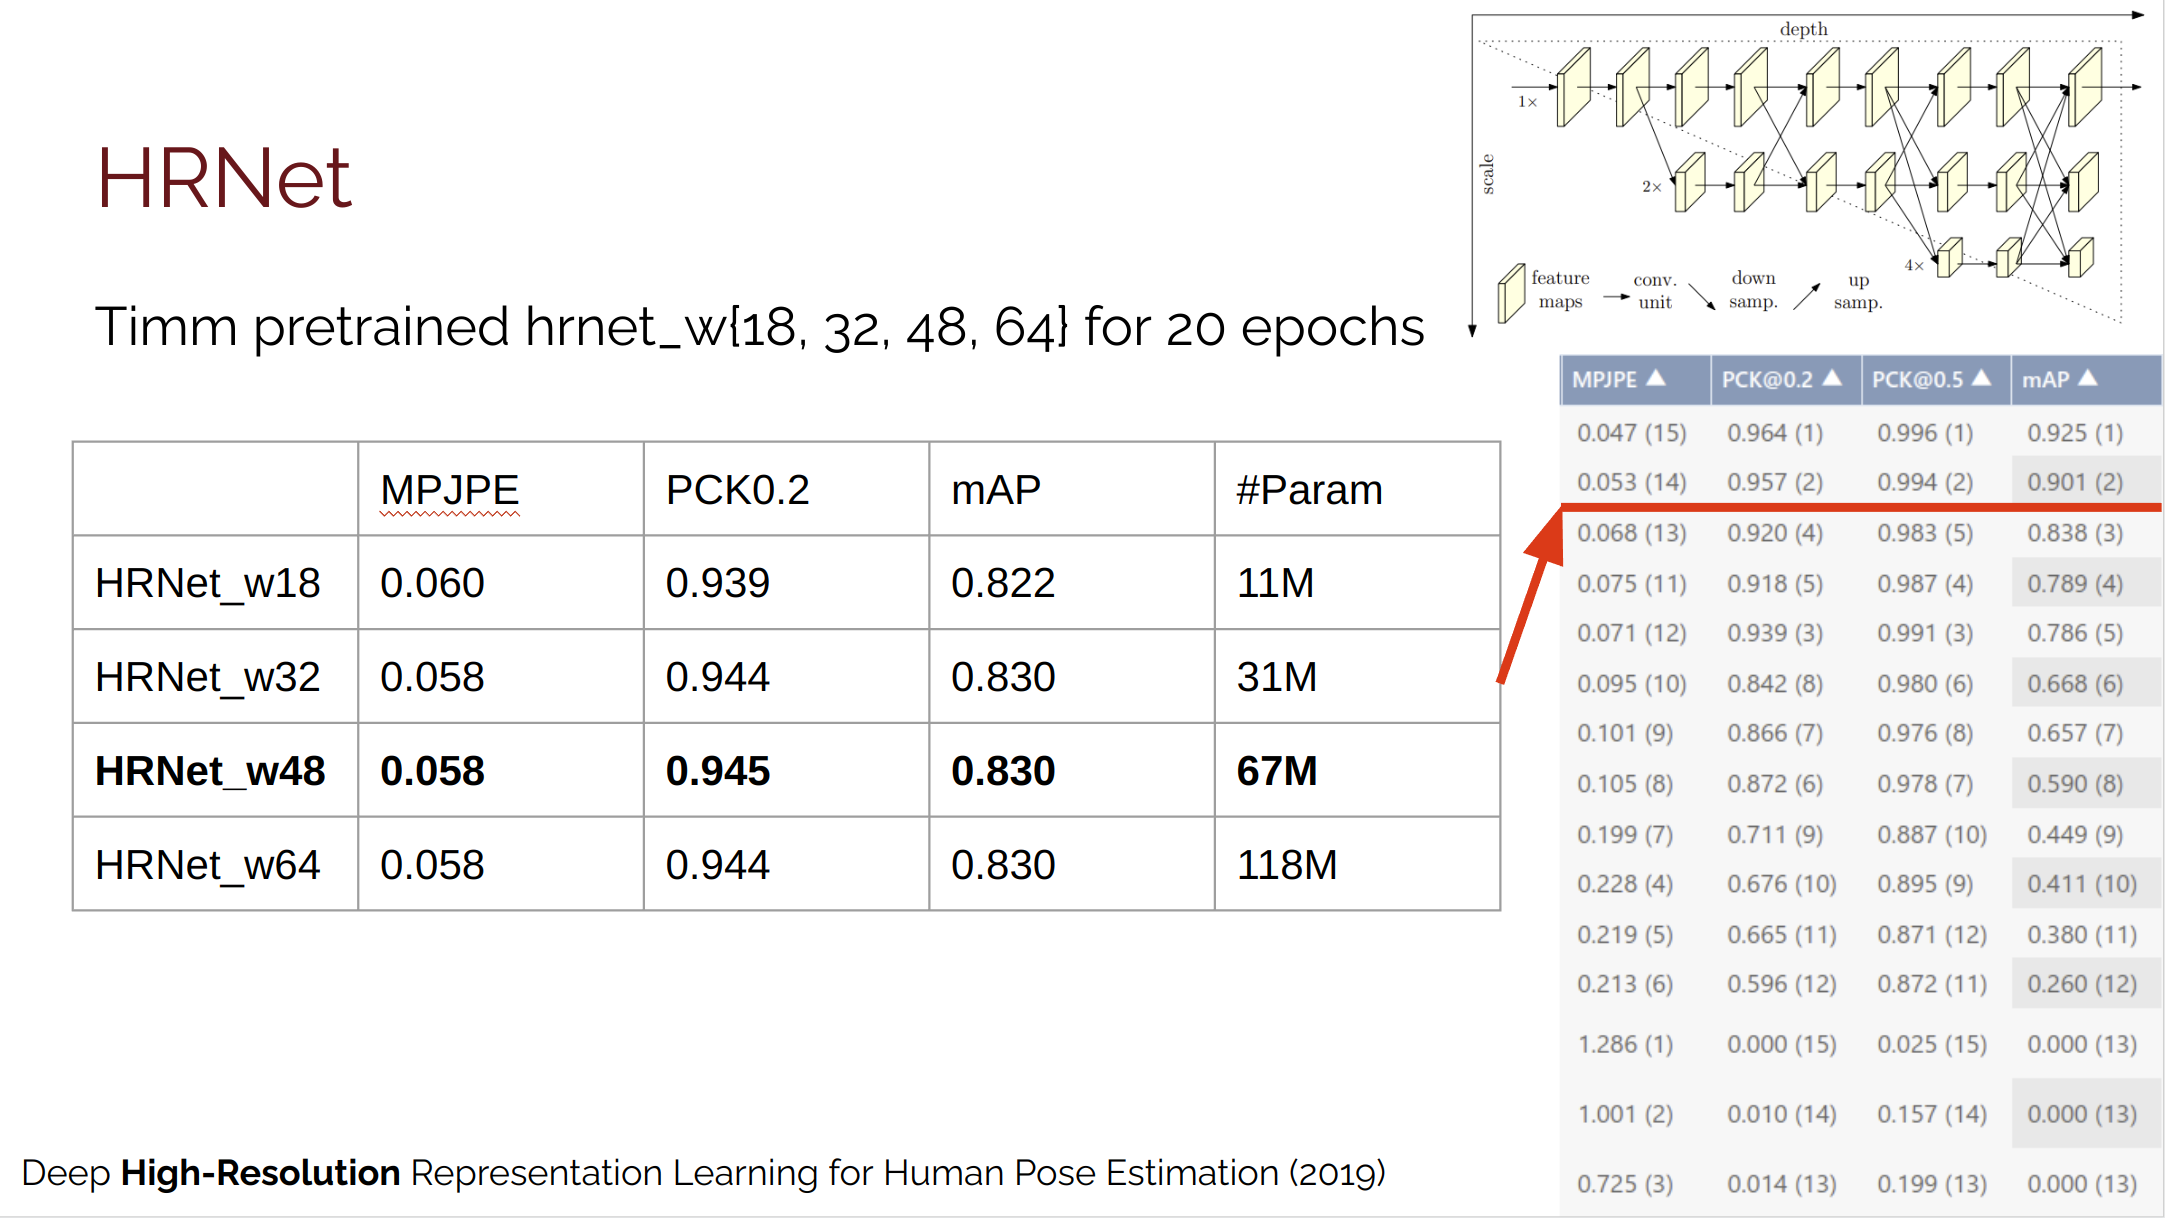 depth
1×
HRNet
scale
2×
4×
feature maps
conv. unit
down samp.
up samp.
Timm pretrained hrnet_w{18, 32, 48, 64} for 20 epochs
MPJPE PCK0.2 mAP #Param
HRNet_w18 0.060 0.939 0.822 11M
HRNet_w32 0.058 0.944 0.830 31M
HRNet_w48 0.058 0.945 0.830 67M
HRNet_w64 0.058 0.944 0.830 118M
MPJPE ▲ PCK@0.2 ▲ PCK@0.5 ▲ mAP ▲
0.047 (15) 0.964 (1) 0.996 (1) 0.925 (1)
0.053 (14) 0.957 (2) 0.994 (2) 0.901 (2)
0.068 (13) 0.920 (4) 0.983 (5) 0.838 (3)
0.075 (11) 0.918 (5) 0.987 (4) 0.789 (4)
0.071 (12) 0.939 (3) 0.991 (3) 0.786 (5)
0.095 (10) 0.842 (8) 0.980 (6) 0.668 (6)
0.101 (9) 0.866 (7) 0.976 (8) 0.657 (7)
0.105 (8) 0.872 (6) 0.978 (7) 0.590 (8)
0.199 (7) 0.711 (9) 0.887 (10) 0.449 (9)
0.228 (4) 0.676 (10) 0.895 (9) 0.411 (10)
0.219 (5) 0.665 (11) 0.871 (12) 0.380 (11)
0.213 (6) 0.596 (12) 0.872 (11) 0.260 (12)
1.286 (1) 0.000 (15) 0.025 (15) 0.000 (13)
1.001 (2) 0.010 (14) 0.157 (14) 0.000 (13)
0.725 (3) 0.014 (13) 0.199 (13) 0.000 (13)
Deep High-Resolution Representation Learning for Human Pose Estimation (2019)